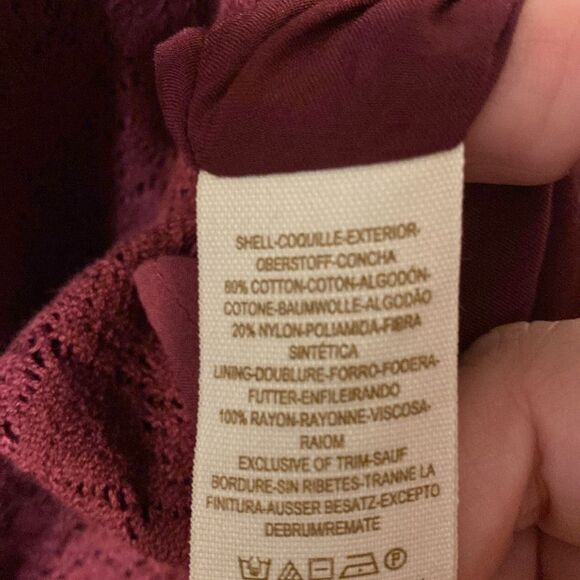 SHELL-COQUILLE-EXTERIOR-
OBERSTOFF-CONCHA
80% COTTON-COTON-ALGODÓN-
COTONE-BAUMWOLLE-ALGODÃO
20% NYLON-POLIAMIDA-FIBRA
SINTÉTICA
LINING-DOUBLURE-FORRO-FODERA-
FUTTER-ENFILEIRANDO
100% RAYON-RAYONNE-VISCOSA-
RAIOM
EXCLUSIVE OF TRIM-SAUF
BORDURE-SIN RIBETES-TRANNE LA
FINITURA-AUSSER BESATZ-EXCEPTO
DEBRUM/REMATE
P